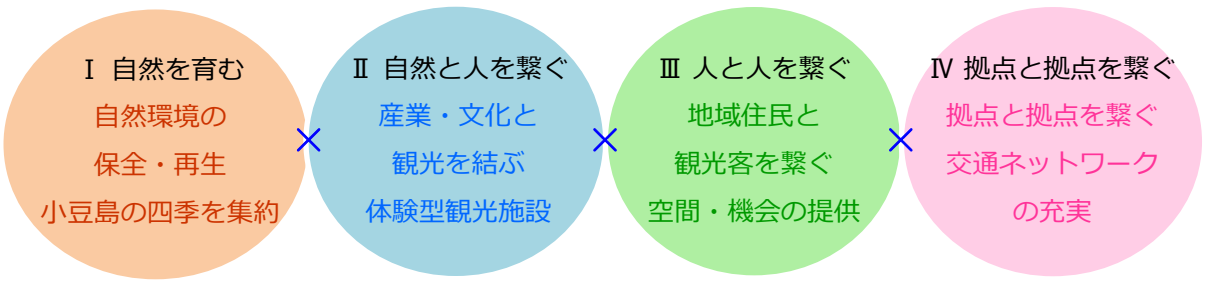 Ⅰ 自然を育む
自然環境の
保全・再生
小豆島の四季を集約
×
Ⅱ 自然と人を繋ぐ
産業・文化と
観光を結ぶ
体験型観光施設
×
Ⅲ 人と人を繋ぐ
地域住民と
観光客を繋ぐ
空間・機会の提供
×
Ⅳ 拠点と拠点を繋ぐ
拠点と拠点を繋ぐ
交通ネットワーク
の充実